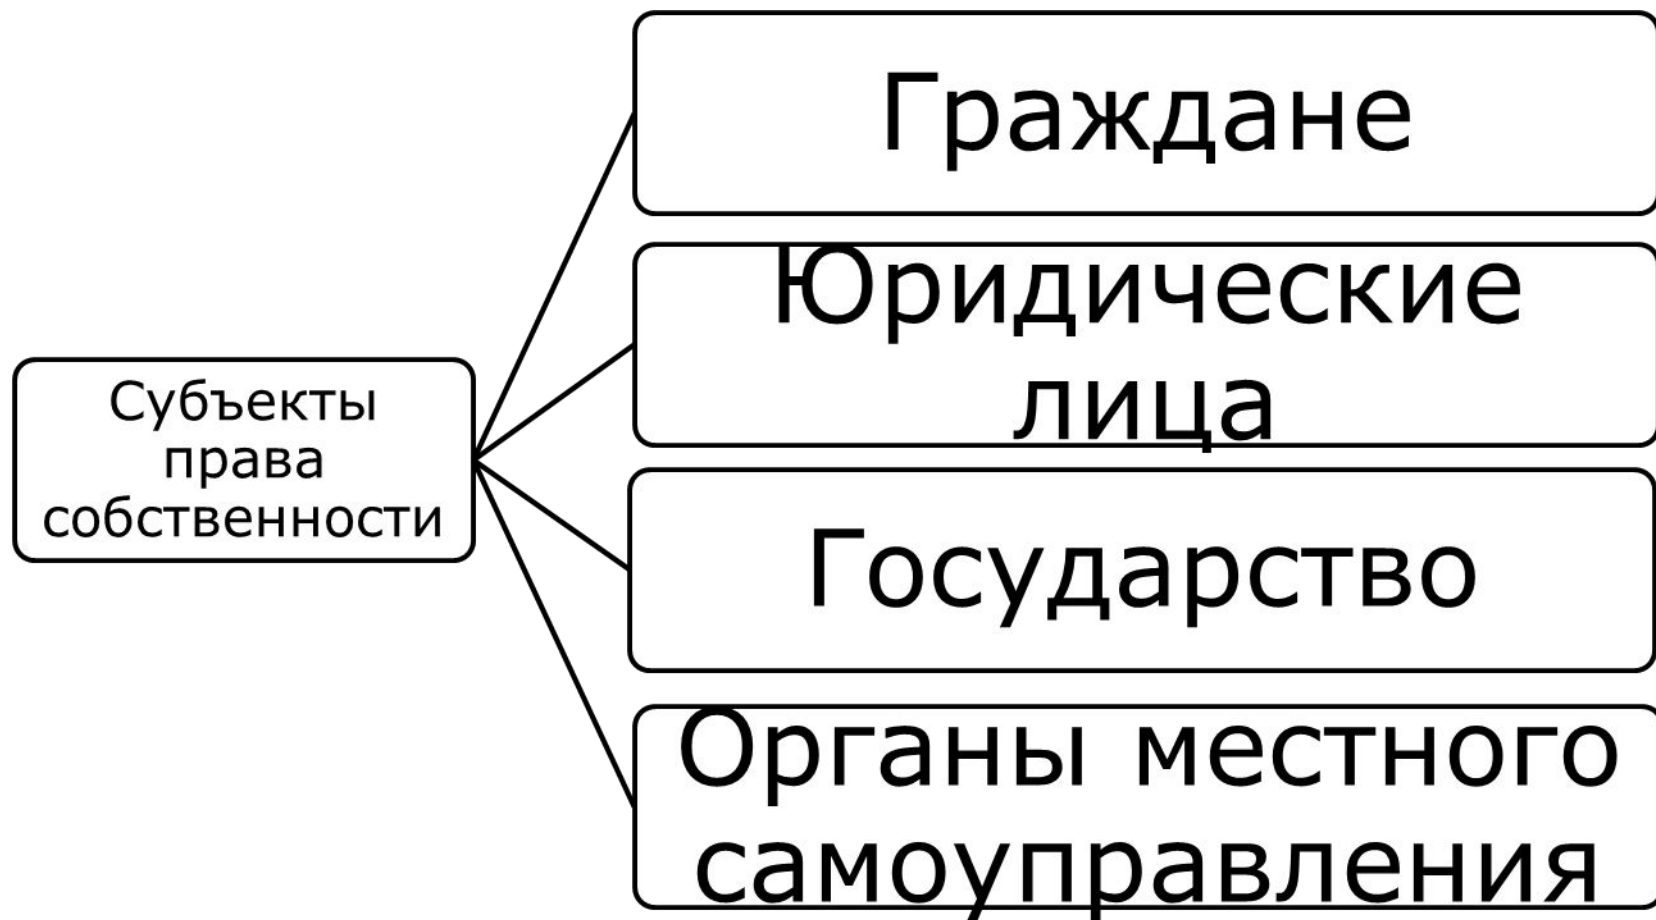 Граждане
Юридические
лица
Субъекты
права
собственности
Государство
Органы местного
самоуправления